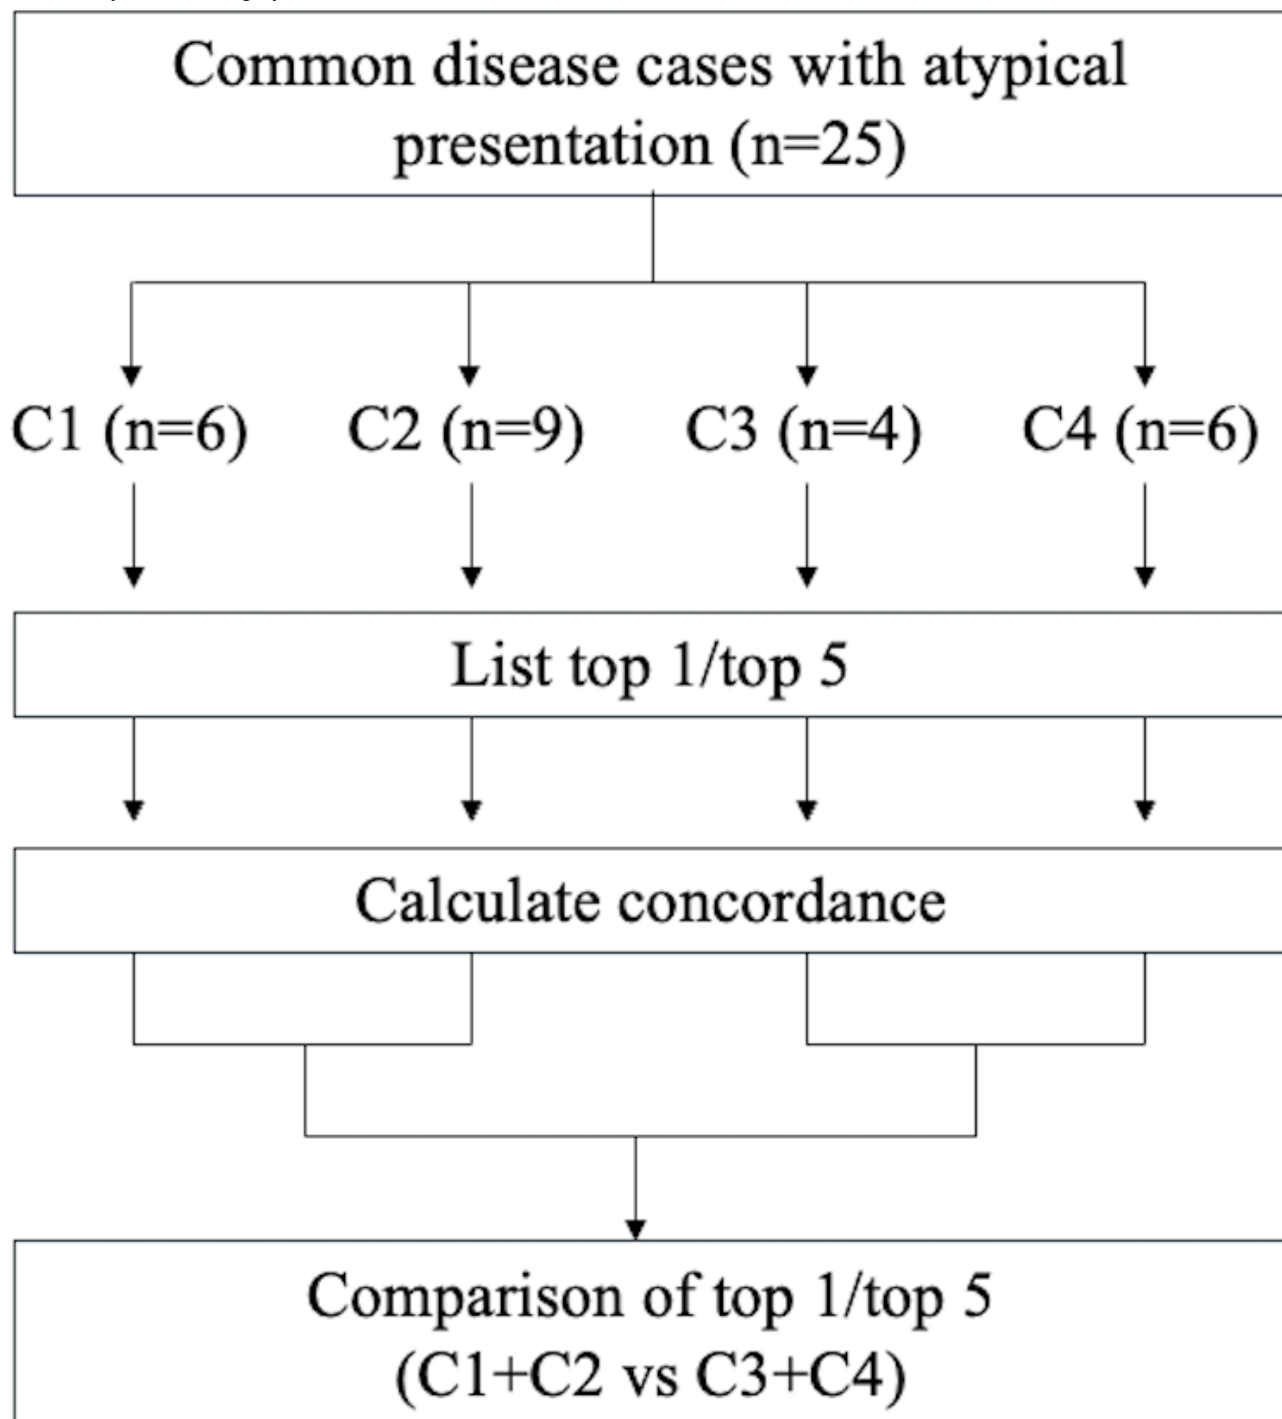 Common disease cases with atypical
presentation (n=25)
C1 (n=6) C2 (n=9) C3 (n=4) C4 (n=6)
List top 1/top 5
Calculate concordance
Comparison of top 1/top 5
(C1+C2 vs C3+C4)